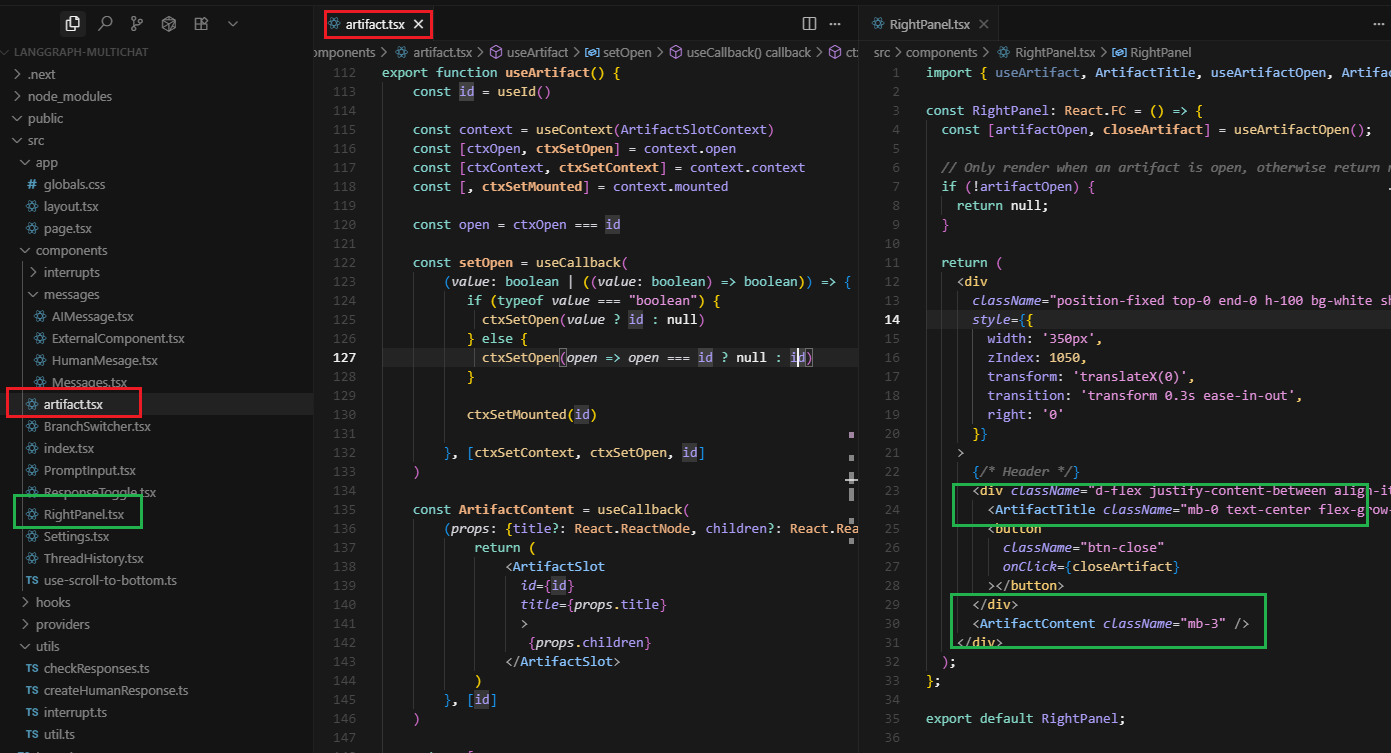 LANGGRAPH-MULTICHAT
.next
node_modules
public
src
app
globals.css
layout.tsx
page.tsx
components
interrupts
messages
AIMessage.tsx
ExternalComponent.tsx
HumanMesage.tsx
Messages.tsx
artifact.tsx
BranchSwitcher.tsx
index.tsx
PromptInput.tsx
ResponseToggle.tsx
RightPanel.tsx
Settings.tsx
ThreadHistory.tsx
TS use-scroll-to-bottom.ts
hooks
providers
utils
TS checkResponses.ts
TS createHumanResponse.ts
TS interrupt.ts
TS util.ts
artifact.tsx
omponents > artifact.tsx > useArtifact > setOpen > useCallback() callback > ct
112 export function useArtifact() {
113 const id = useId()
114
115 const context = useContext(ArtifactSlotContext)
116 const [ctxOpen, ctxSetOpen] = context.open
117 const [ctxContext, ctxSetContext] = context.context
118 const [, ctxSetMounted] = context.mounted
119
120 const open = ctxOpen === id
121
122 const setOpen = useCallback(
123 (value: boolean | ((value: boolean) => boolean)) => {
124 if (typeof value === "boolean") {
125 ctxSetOpen(value ? id : null)
126 } else {
127 ctxSetOpen(open => open === id ? null : id)
128 }
129
130 ctxSetMounted(id)
131
132 }, [ctxSetContext, ctxSetOpen, id]
133 )
134
135 const ArtifactContent = useCallback(
136 (props: {title?: React.ReactNode, children?: React.Rea
137 return (
138 <ArtifactSlot
139 id={id}
140 title={props.title}
141 >
142 {props.children}
143 </ArtifactSlot>
144 )
145 }, [id]
146 )
147
RightPanel.tsx
src > components > RightPanel.tsx > RightPanel
1 import { useArtifact, ArtifactTitle, useArtifactOpen, Artifac
2
3 const RightPanel: React.FC = () => {
4 const [artifactOpen, closeArtifact] = useArtifactOpen();
5
6 // Only render when an artifact is open, otherwise return n
7 if (!artifactOpen) {
8 return null;
9 }
10
11 return (
12 <div
13 className="position-fixed top-0 end-0 h-100 bg-white sh
14 style={{
15 width: '350px',
16 zIndex: 1050,
17 transform: 'translateX(0)',
18 transition: 'transform 0.3s ease-in-out',
19 right: '0'
20 }}
21 >
22 {/* Header */}
23 <div className="d-flex justify-content-between align-it
24 <ArtifactTitle className="mb-0 text-center flex-grow-
25 <button
26 className="btn-close"
27 onClick={closeArtifact}
28 ></button>
29 </div>
30 <ArtifactContent className="mb-3" />
31 </div>
32 );
33 };
34
35 export default RightPanel;
36